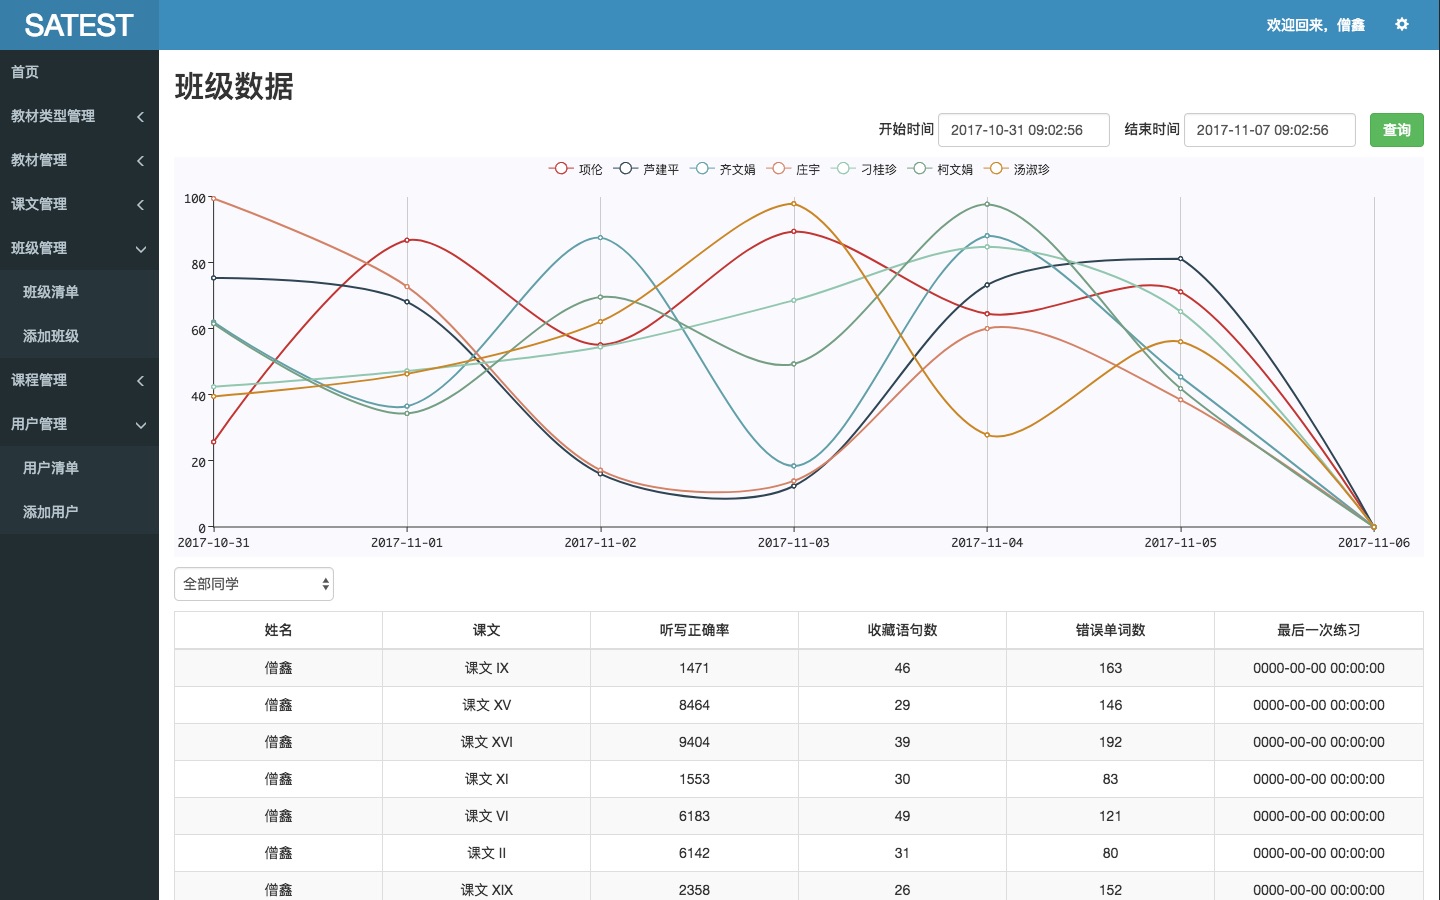 SATEST
欢迎回来，僧鑫
首页
教材类型管理
教材管理
课文管理
班级管理
班级清单
添加班级
课程管理
用户管理
用户清单
添加用户
班级数据
开始时间 2017-10-31 09:02:56 结束时间 2017-11-07 09:02:56 查询
项伦 芦建平 齐文娟 庄宇 刁桂珍 柯文娟 汤淑珍
100
80
60
40
20
0
2017-10-31 2017-11-01 2017-11-02 2017-11-03 2017-11-04 2017-11-05 2017-11-06
全部同学
姓名 课文 听写正确率 收藏语句数 错误单词数 最后一次练习
僧鑫 课文 IX 1471 46 163 0000-00-00 00:00:00
僧鑫 课文 XV 8464 29 146 0000-00-00 00:00:00
僧鑫 课文 XVI 9404 39 192 0000-00-00 00:00:00
僧鑫 课文 XI 1553 30 83 0000-00-00 00:00:00
僧鑫 课文 VI 6183 49 121 0000-00-00 00:00:00
僧鑫 课文 II 6142 31 80 0000-00-00 00:00:00
僧鑫 课文 XIX 2358 26 152 0000-00-00 00:00:00